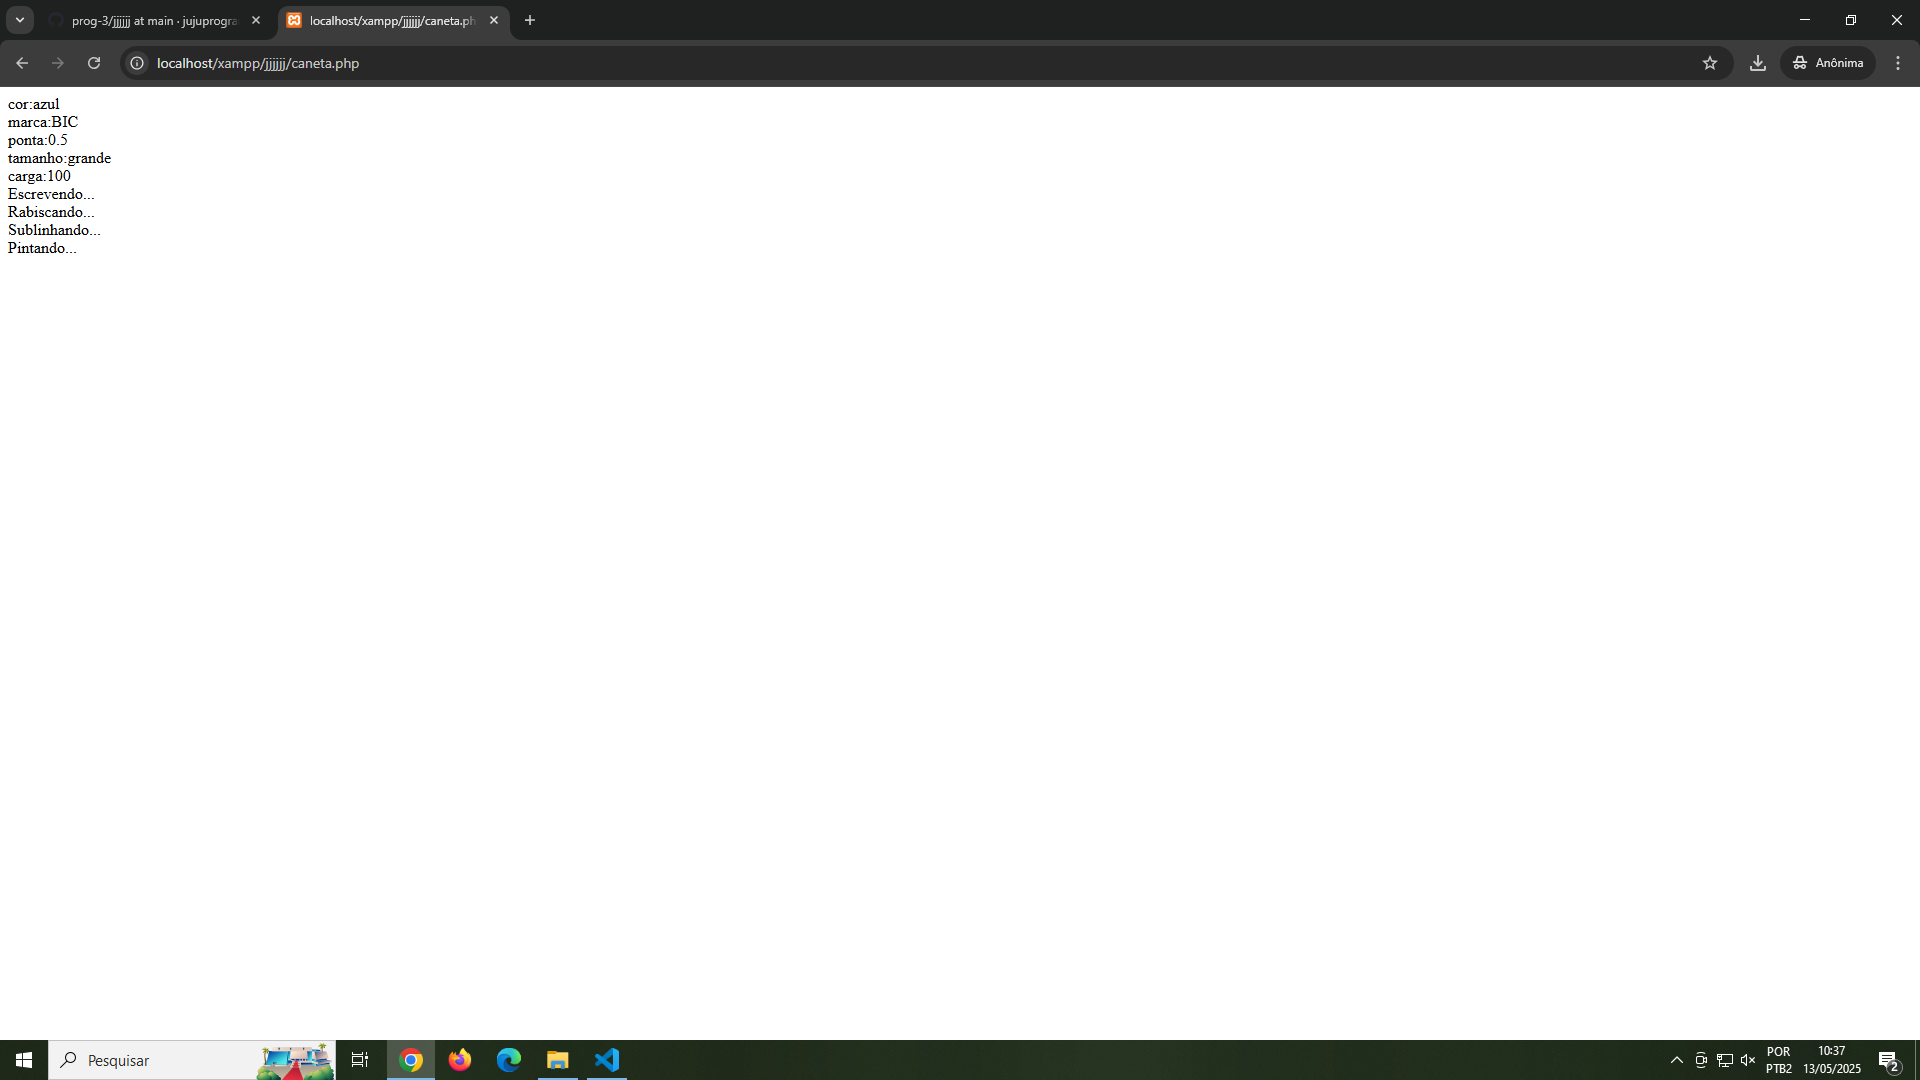 prog-3/jjjjjj at main · jujuprogra
localhost/xampp/jjjjjj/caneta.ph
localhost/xampp/jjjjjj/caneta.php
Anônima
cor:azul
marca:BIC
ponta:0.5
tamanho:grande
carga:100
Escrevendo...
Rabiscando...
Sublinhando...
Pintando...
Pesquisar
POR
PTB2
10:37
13/05/2025
2